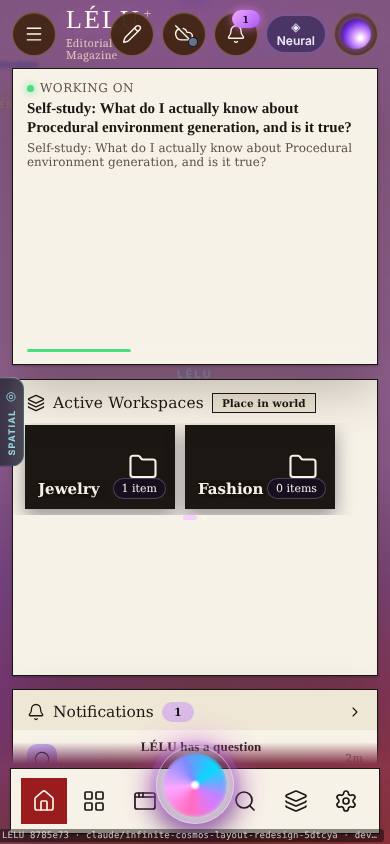 LÉLU+
Editorial
Magazine
1
Neural
WORKING ON
Self-study: What do I actually know about
Procedural environment generation, and is it true?
Self-study: What do I actually know about Procedural
environment generation, and is it true?
LÉLU
SPATIAL
Active Workspaces
Place in world
Jewelry
1 item
Fashion
0 items
Notifications
1
LÉLU has a question
2m
LÉLU 8785e73 · claude/infinite-cosmos-layout-redesign-5dtcya · dev…